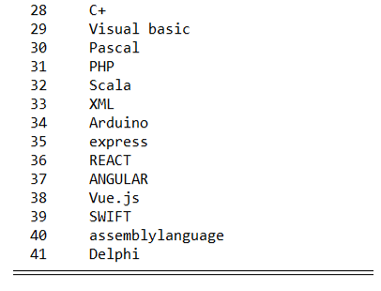 28 C+
29 Visual basic
30 Pascal
31 PHP
32 Scala
33 XML
34 Arduino
35 express
36 REACT
37 ANGULAR
38 Vue.js
39 SWIFT
40 assemblylanguage
41 Delphi